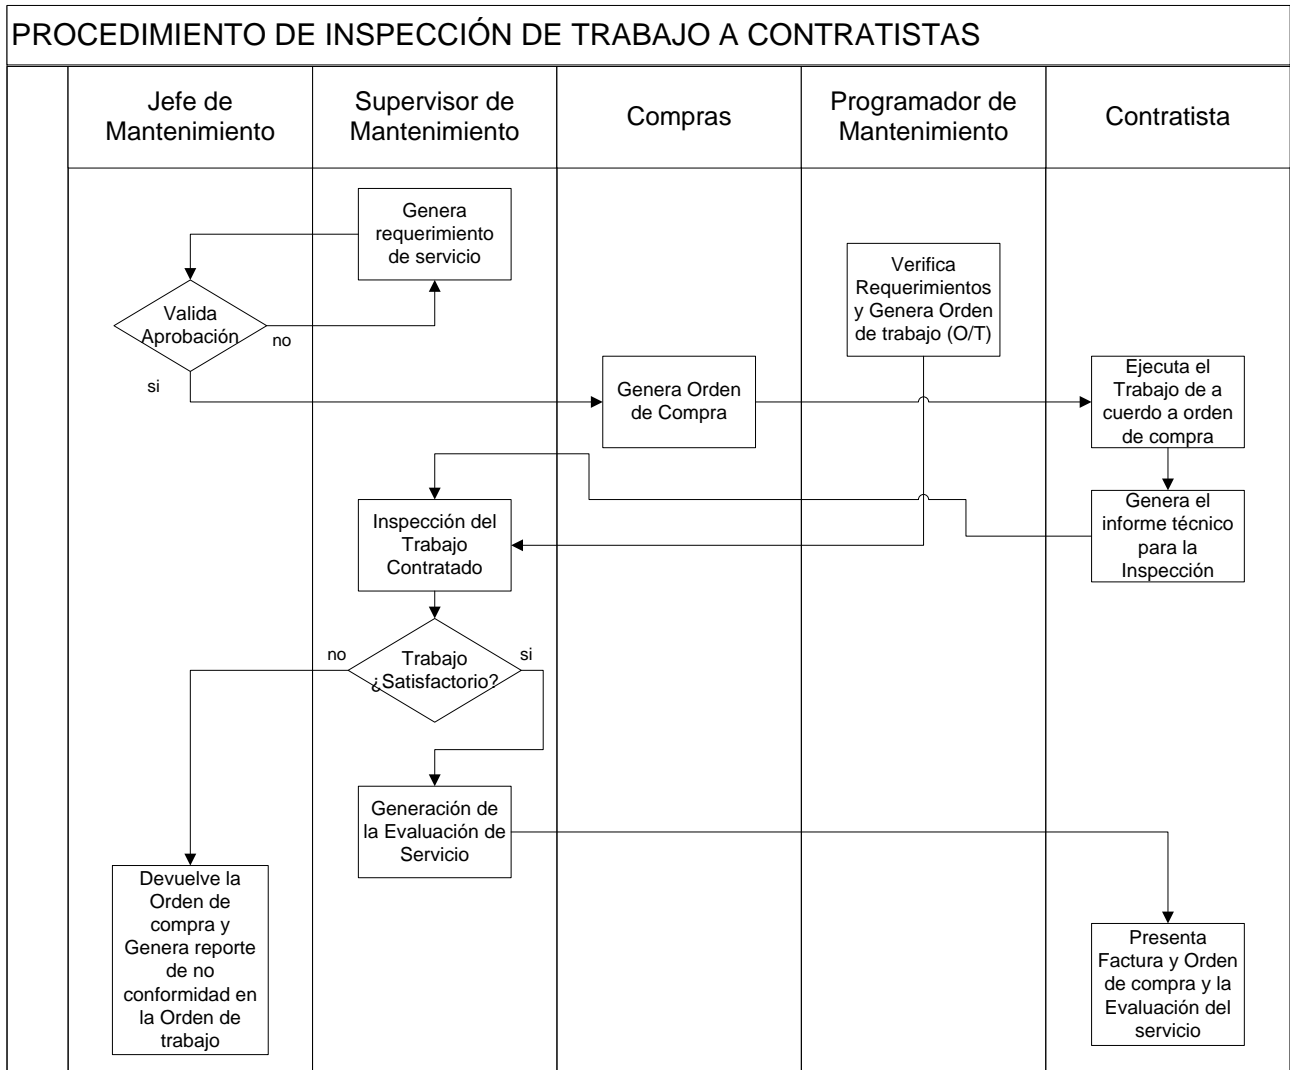 PROCEDIMIENTO DE INSPECCIÓN DE TRABAJO A CONTRATISTAS
Jefe de
Mantenimiento
Supervisor de
Mantenimiento
Compras
Programador de
Mantenimiento
Contratista
Genera
requerimiento
de servicio
Valida
Aprobación
no
si
Verifica
Requerimientos
y Genera Orden
de trabajo (O/T)
Genera Orden
de Compra
Ejecuta el
Trabajo de a
cuerdo a orden
de compra
Genera el
informe técnico
para la
Inspección
Inspección del
Trabajo
Contratado
no
Trabajo
¿Satisfactorio?
si
Generación de
la Evaluación de
Servicio
Devuelve la
Orden de
compra y
Genera reporte
de no
conformidad en
la Orden de
trabajo
Presenta
Factura y Orden
de compra y la
Evaluación del
servicio